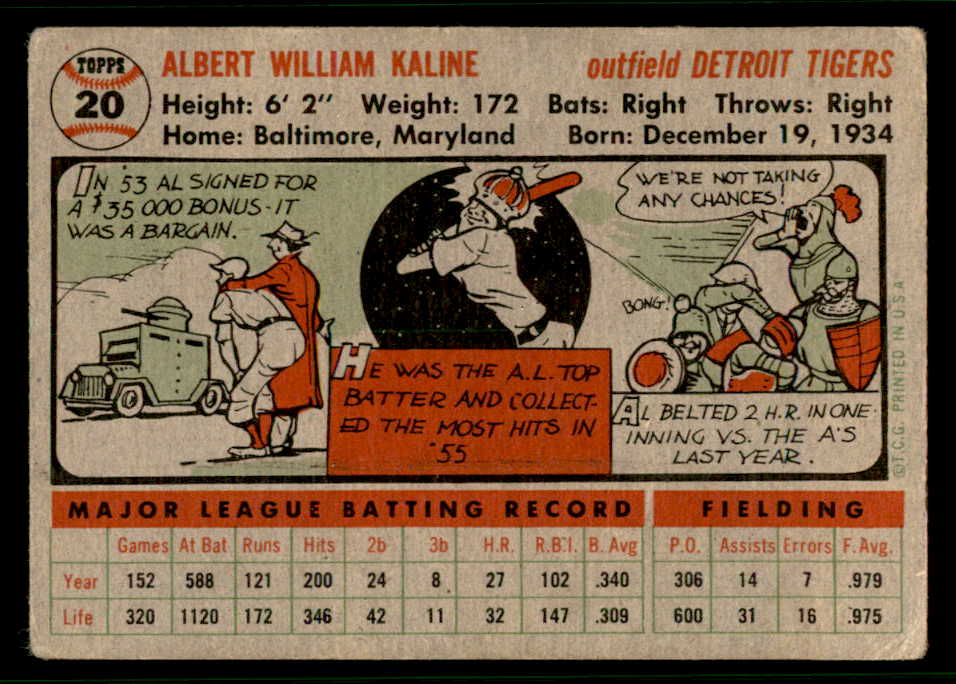 TOPPS
20
ALBERT WILLIAM KALINE outfield DETROIT TIGERS
Height: 6' 2" Weight: 172 Bats: Right Throws: Right
Home: Baltimore, Maryland Born: December 19, 1934
IN '53 AL SIGNED FOR
A $35 000 BONUS - IT
WAS A BARGAIN.
HE WAS THE A.L. TOP
BATTER AND COLLECT-
ED THE MOST HITS IN
'55
WE'RE NOT TAKING
ANY CHANCES!
BONG!
AL BELTED 2 H.R. IN ONE
INNING VS. THE A'S
LAST YEAR.
©T.C.G. PRINTED IN U.S.A
MAJOR LEAGUE BATTING RECORD FIELDING
Games At Bat Runs Hits 2b 3b H.R. R.B.I. B. Avg P.O. Assists Errors F. Avg.
Year 152 588 121 200 24 8 27 102 .340 306 14 7 .979
Life 320 1120 172 346 42 11 32 147 .309 600 31 16 .975